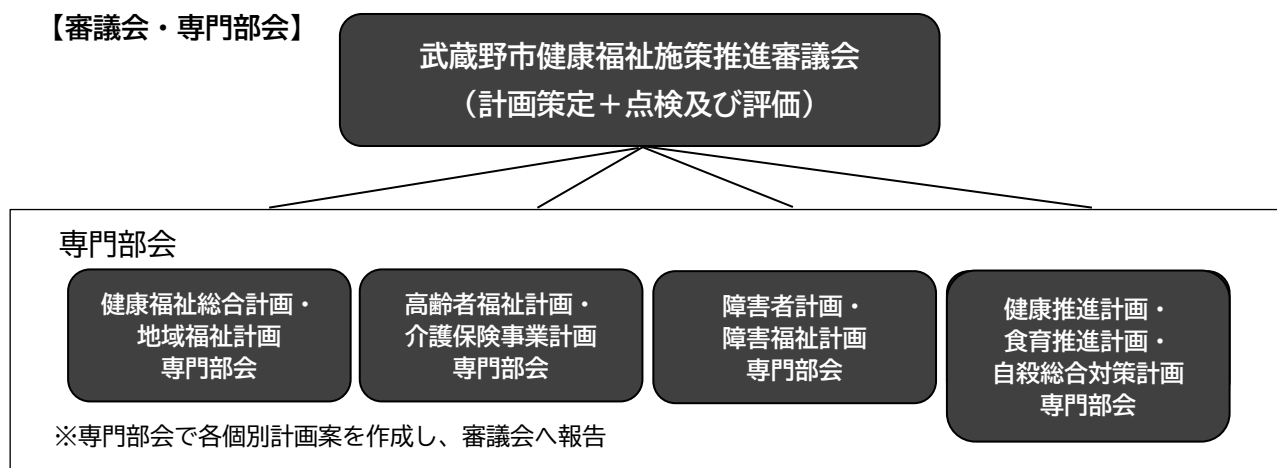 【審議会・専門部会】
武蔵野市健康福祉施策推進審議会
（計画策定＋点検及び評価）
専門部会
健康福祉総合計画・
地域福祉計画
専門部会
高齢者福祉計画・
介護保険事業計画
専門部会
障害者計画・
障害福祉計画
専門部会
健康推進計画・
食育推進計画・
自殺総合対策計画
専門部会
※専門部会で各個別計画案を作成し、審議会へ報告